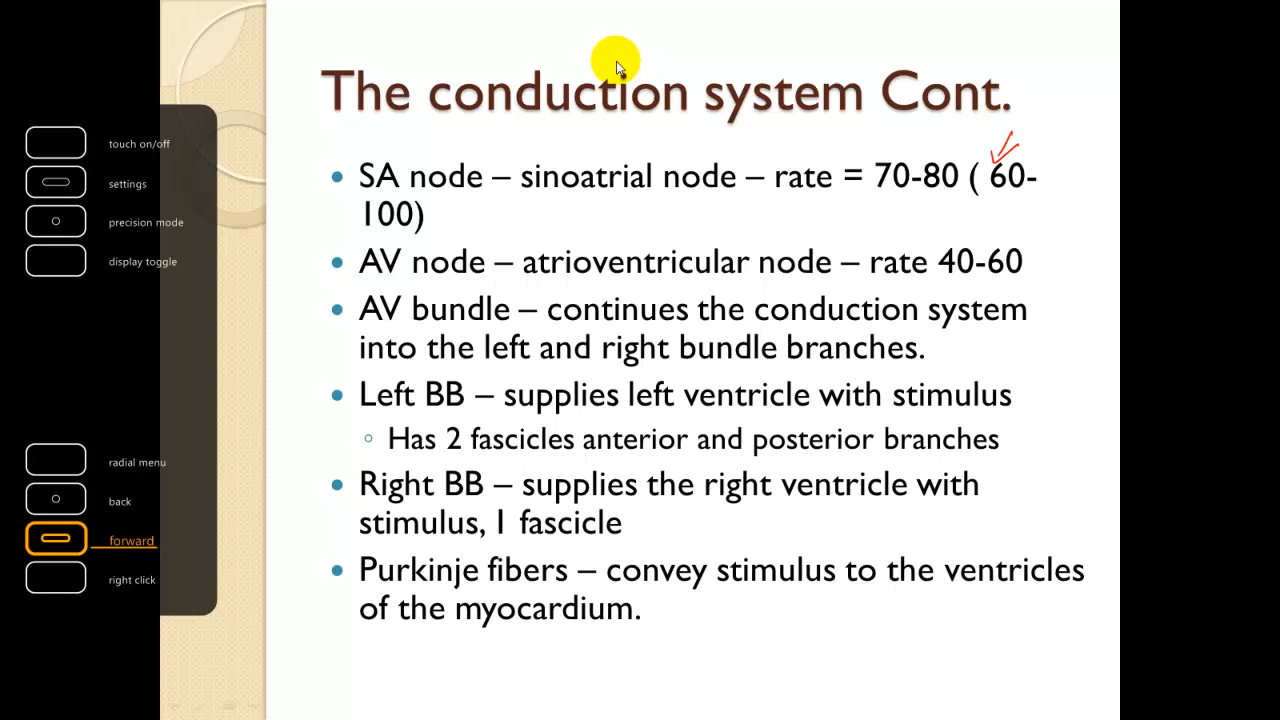 The conduction system Cont.
• SA node – sinoatrial node – rate = 70-80 ( 60-
100)
• AV node – atrioventricular node – rate 40-60
• AV bundle – continues the conduction system
into the left and right bundle branches.
• Left BB – supplies left ventricle with stimulus
◦ Has 2 fascicles anterior and posterior branches
• Right BB – supplies the right ventricle with
stimulus, 1 fascicle
• Purkinje fibers – convey stimulus to the ventricles
of the myocardium.
touch on/off
settings
precision mode
display toggle
radial menu
back
forward
right click